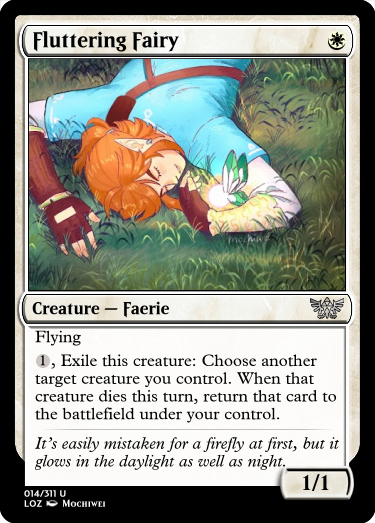 Fluttering Fairy
Creature — Faerie
Flying
1, Exile this creature: Choose another
target creature you control. When that
creature dies this turn, return that card to
the battlefield under your control.
It's easily mistaken for a firefly at first, but it
glows in the daylight as well as night.
1/1
014/311 U
LOZ Mochiwei